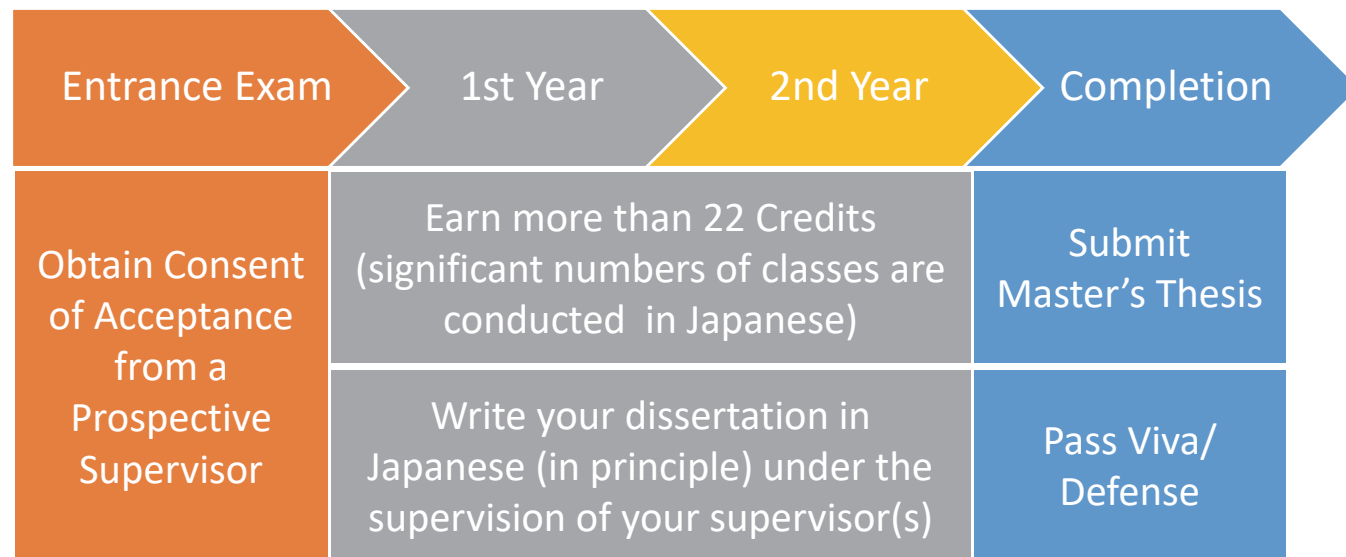 Entrance Exam
1st Year
2nd Year
Completion
Obtain Consent
of Acceptance
from a
Prospective
Supervisor
Earn more than 22 Credits
(significant numbers of classes are
conducted  in Japanese)
Write your dissertation in
Japanese (in principle) under the
supervision of your supervisor(s)
Submit
Master’s Thesis
Pass Viva/
Defense